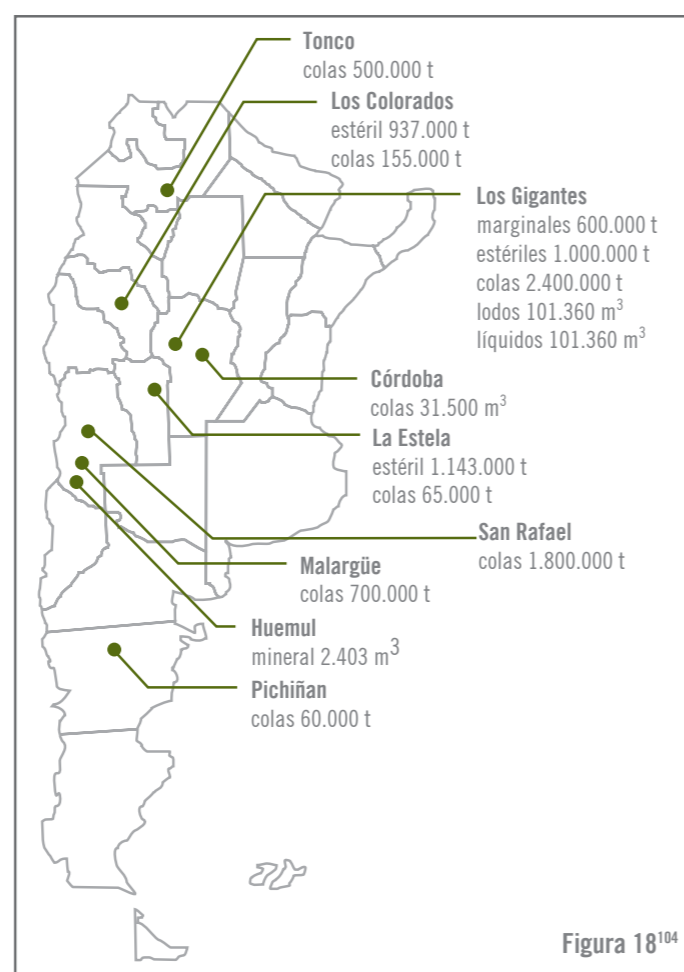 Tonco
colas 500.000 t
Los Colorados
estéril 937.000 t
colas 155.000 t
Los Gigantes
marginales 600.000 t
estériles 1.000.000 t
colas 2.400.000 t
lodos 101.360 m³
líquidos 101.360 m³
Córdoba
colas 31.500 m³
La Estela
estéril 1.143.000 t
colas 65.000 t
San Rafael
colas 1.800.000 t
Malargüe
colas 700.000 t
Huemul
mineral 2.403 m³
Pichiñan
colas 60.000 t
Figura 18¹⁰⁴